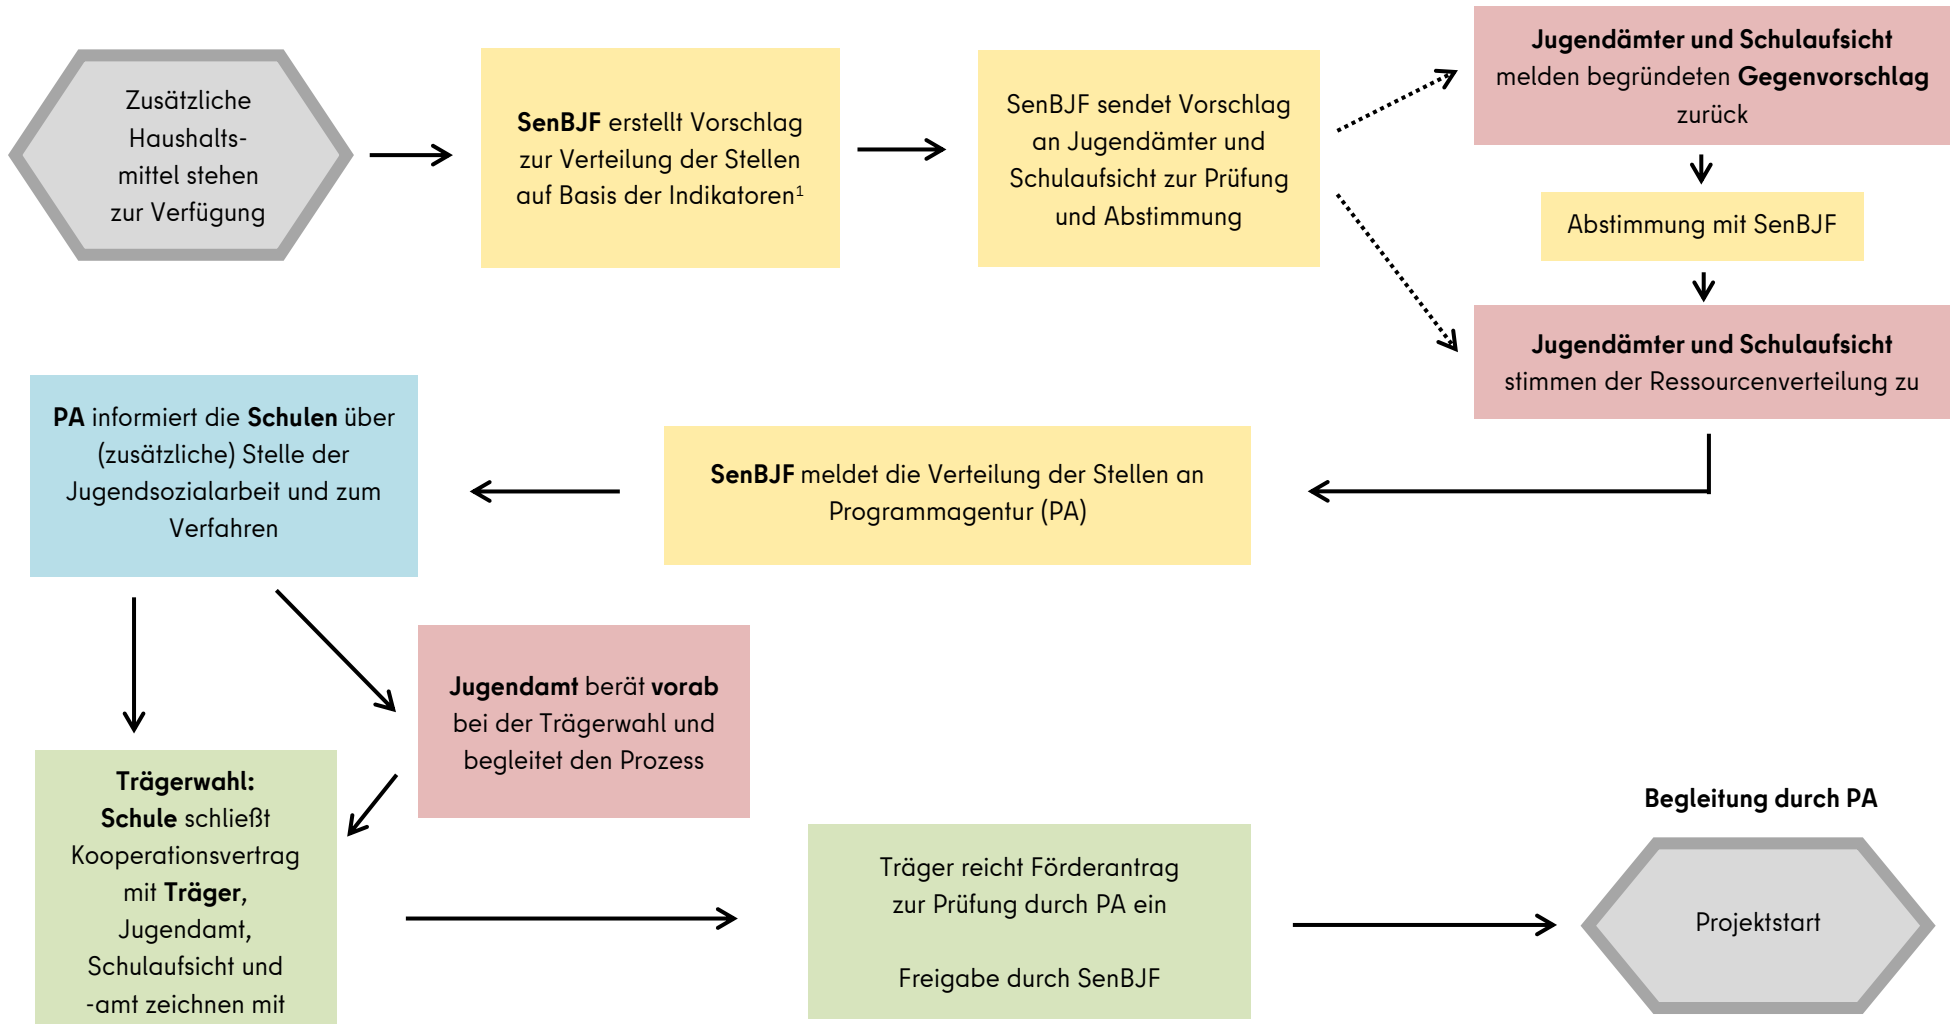 Zusätzliche
Haushalts-
mittel stehen
zur Verfügung
SenBJF erstellt Vorschlag
zur Verteilung der Stellen
auf Basis der Indikatoren¹
SenBJF sendet Vorschlag
an Jugendämter und
Schulaufsicht zur Prüfung
und Abstimmung
Jugendämter und Schulaufsicht
melden begründeten Gegenvorschlag
zurück
Abstimmung mit SenBJF
Jugendämter und Schulaufsicht
stimmen der Ressourcenverteilung zu
SenBJF meldet die Verteilung der Stellen an
Programmagentur (PA)
PA informiert die Schulen über
(zusätzliche) Stelle der
Jugendsozialarbeit und zum
Verfahren
Jugendamt berät vorab
bei der Trägerwahl und
begleitet den Prozess
Trägerwahl:
Schule schließt
Kooperationsvertrag
mit Träger,
Jugendamt,
Schulaufsicht und
-amt zeichnen mit
Träger reicht Förderantrag
zur Prüfung durch PA ein
Freigabe durch SenBJF
Begleitung durch PA
Projektstart